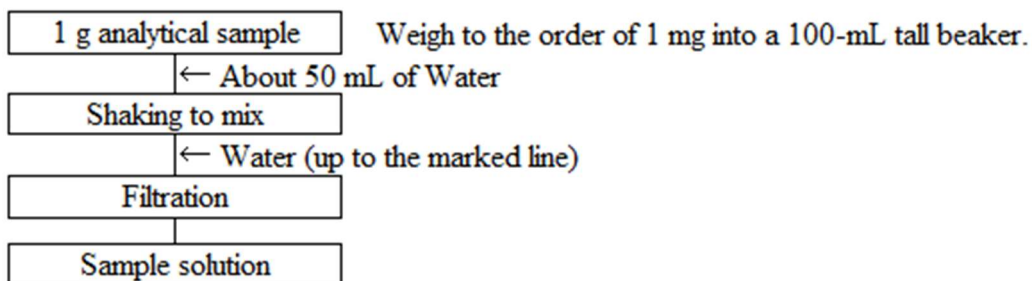 1 g analytical sample Weigh to the order of 1 mg into a 100-mL tall beaker.
← About 50 mL of Water
Shaking to mix
← Water (up to the marked line)
Filtration
Sample solution